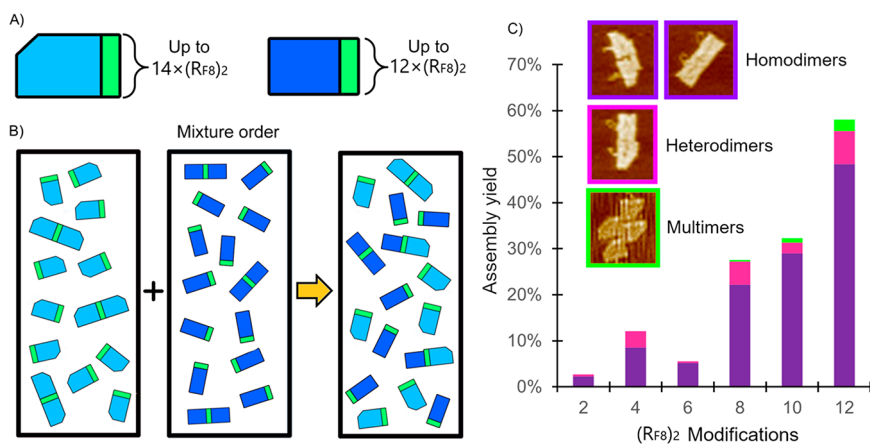 A)
Up to
14×(RF8)2
Up to
12×(RF8)2
B)
Mixture order
+
C)
Homodimers
Heterodimers
Multimers
Assembly yield
70%
60%
50%
40%
30%
20%
10%
0%
2 4 6 8 10 12
(RF8)2 Modifications